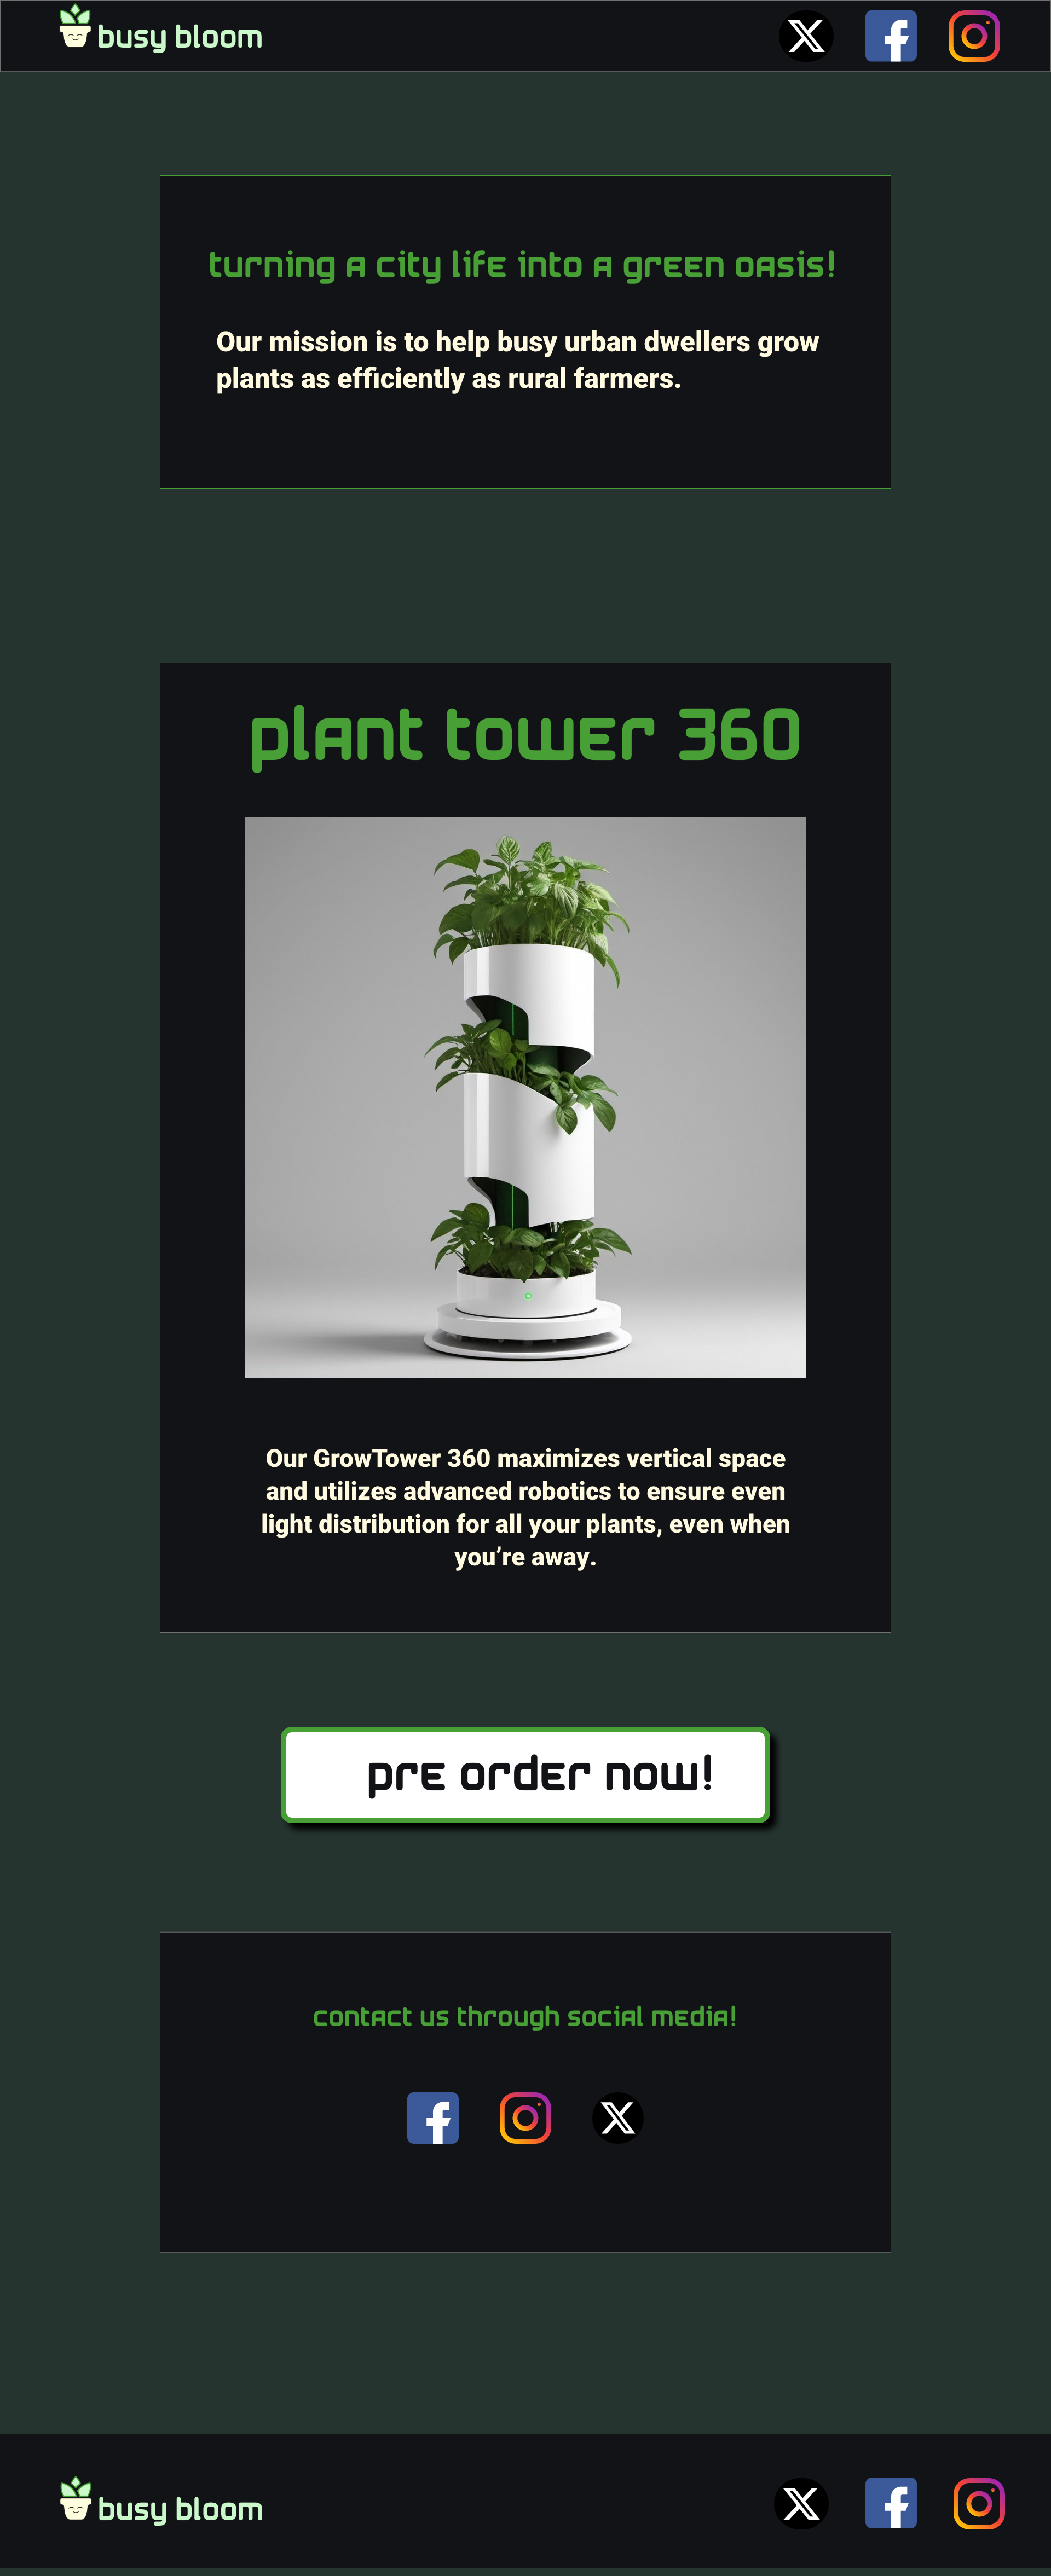 busy bloom
turning a city life into a green oasis!
Our mission is to help busy urban dwellers grow
plants as efficiently as rural farmers.
plant tower 360
Our GrowTower 360 maximizes vertical space
and utilizes advanced robotics to ensure even
light distribution for all your plants, even when
you’re away.
pre order now!
contact us through social media!
busy bloom